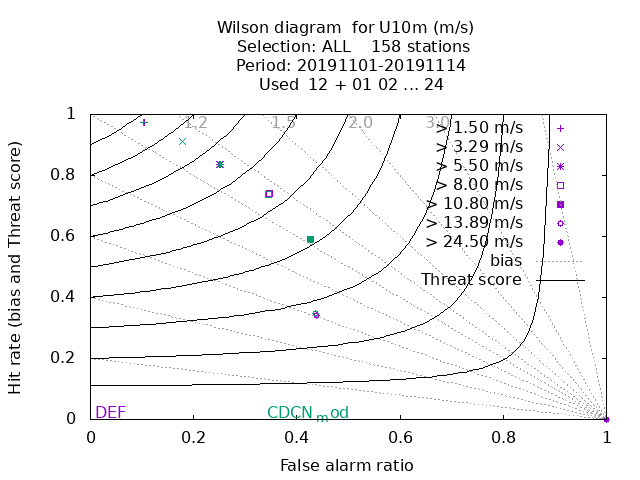 Wilson diagram  for U10m (m/s)
Selection: ALL    158 stations
Period: 20191101-20191114
Used  12 + 01 02 ... 24
Hit rate (bias and Threat score)
1
0.8
0.6
0.4
0.2
0
1.2 1.5 2.0 3.0
> 1.50 m/s
> 3.29 m/s
> 5.50 m/s
> 8.00 m/s
> 10.80 m/s
> 13.89 m/s
> 24.50 m/s
bias
Threat score
DEF CDCN_mod
0 0.2 0.4 0.6 0.8 1
False alarm ratio